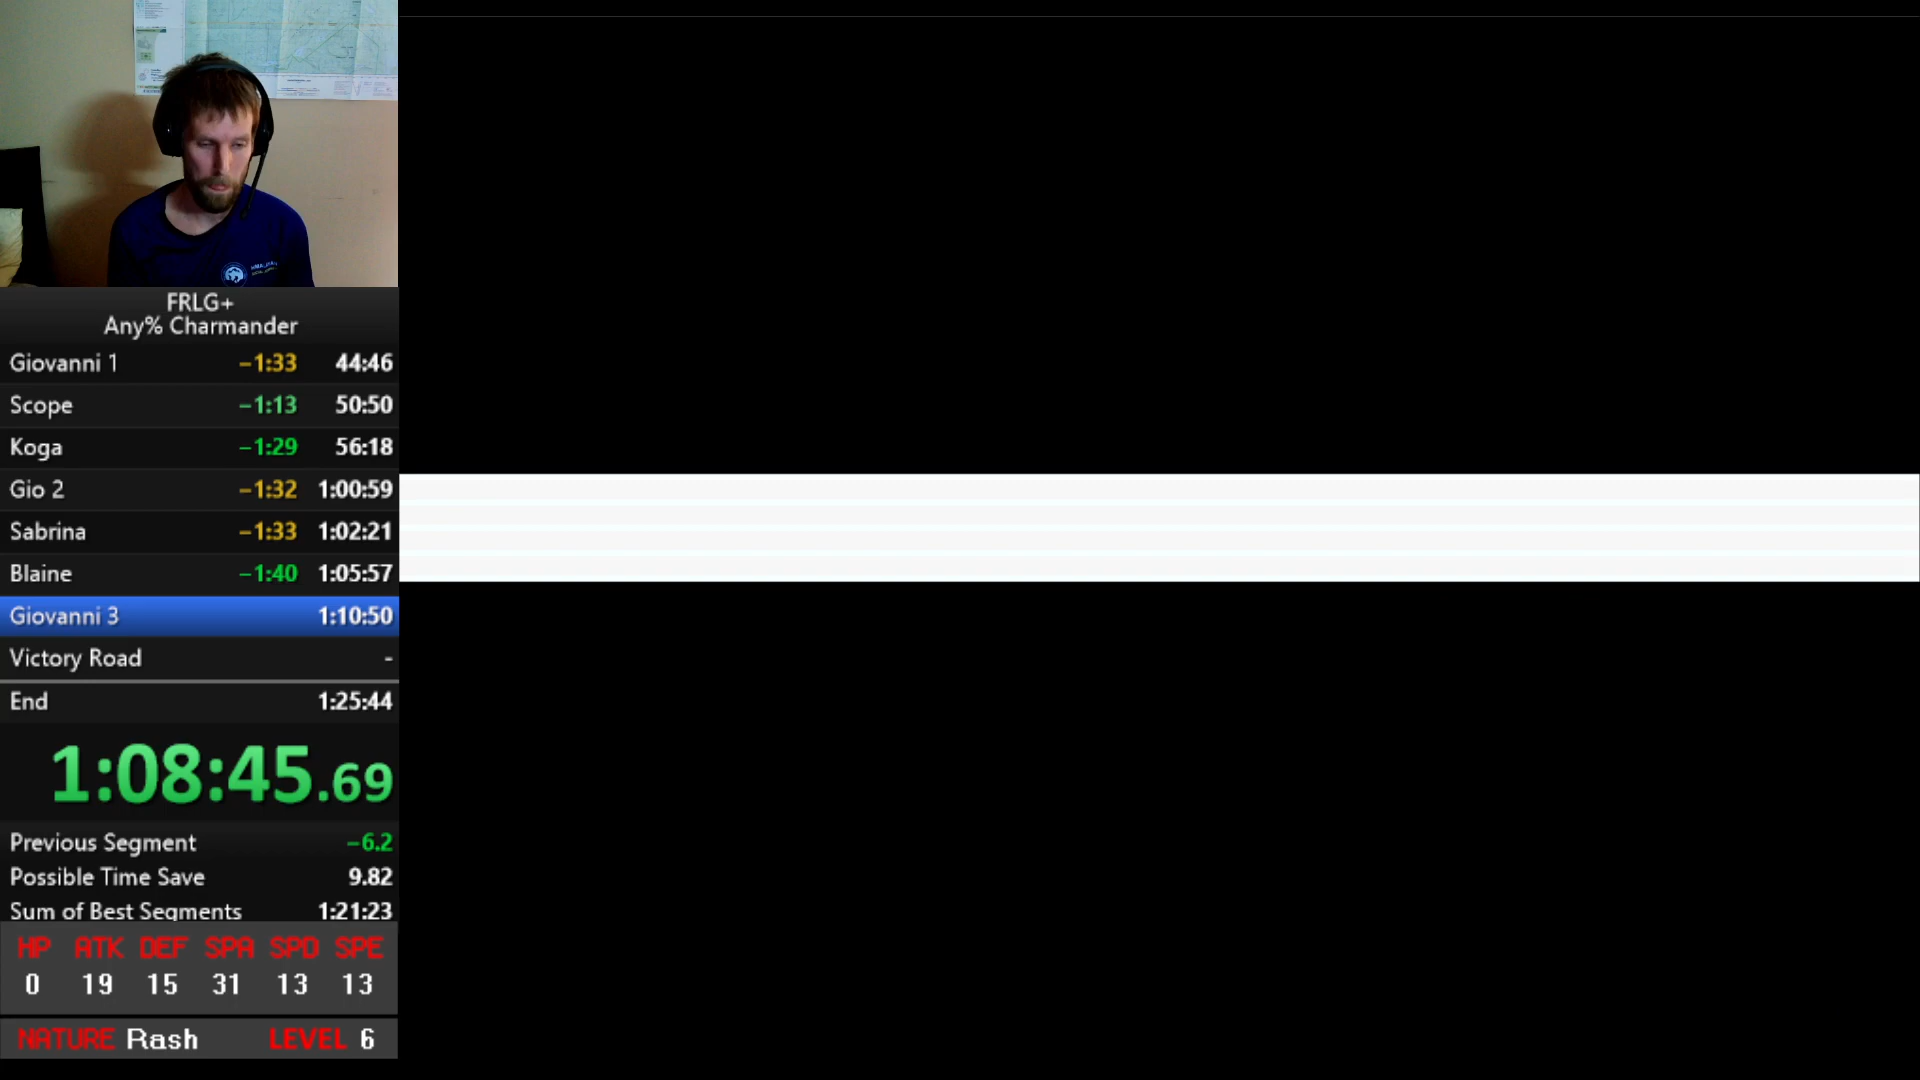 FRLG+
Any% Charmander
Giovanni 1 −1:33 44:46
Scope −1:13 50:50
Koga −1:29 56:18
Gio 2 −1:32 1:00:59
Sabrina −1:33 1:02:21
Blaine −1:40 1:05:57
Giovanni 3 1:10:50
Victory Road -
End 1:25:44
1:08:45.69
Previous Segment −6.2
Possible Time Save 9.82
Sum of Best Segments 1:21:23
HP ATK DEF SPA SPD SPE
0 19 15 31 13 13
NATURE Rash LEVEL 6